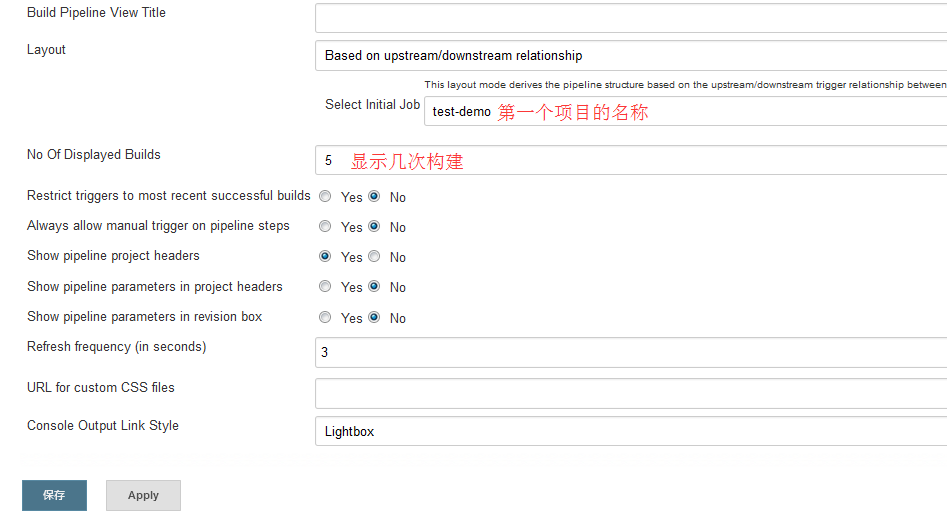 Build Pipeline View Title
Layout
Based on upstream/downstream relationship
This layout mode derives the pipeline structure based on the upstream/downstream trigger relationship between
Select Initial Job
test-demo 第一个项目的名称
No Of Displayed Builds
5 显示几次构建
Restrict triggers to most recent successful builds Yes No
Always allow manual trigger on pipeline steps Yes No
Show pipeline project headers Yes No
Show pipeline parameters in project headers Yes No
Show pipeline parameters in revision box Yes No
Refresh frequency (in seconds)
3
URL for custom CSS files
Console Output Link Style
Lightbox
保存 Apply